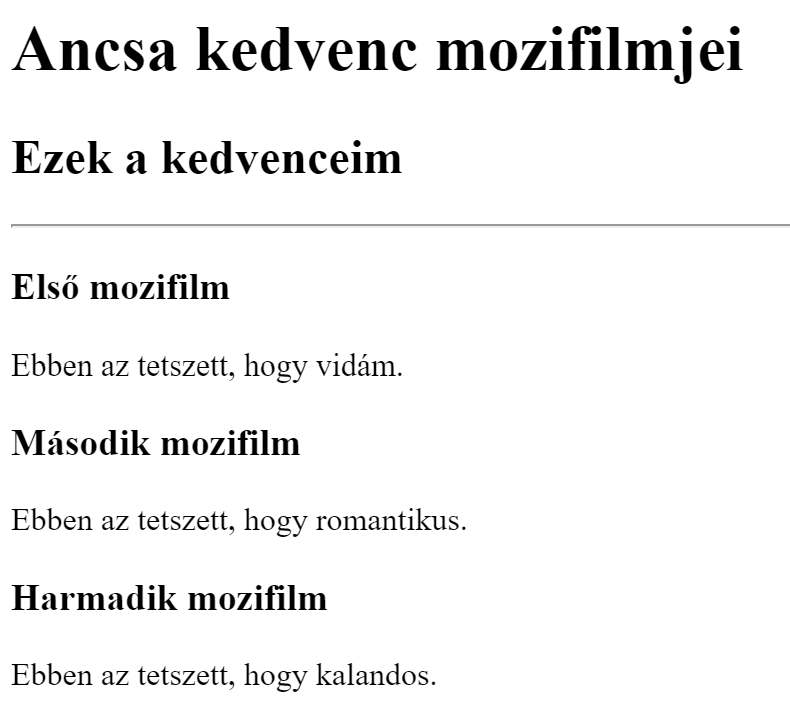 Ancsa kedvenc mozifilmjei
Ezek a kedvenceim
Első mozifilm
Ebben az tetszett, hogy vidám.
Második mozifilm
Ebben az tetszett, hogy romantikus.
Harmadik mozifilm
Ebben az tetszett, hogy kalandos.